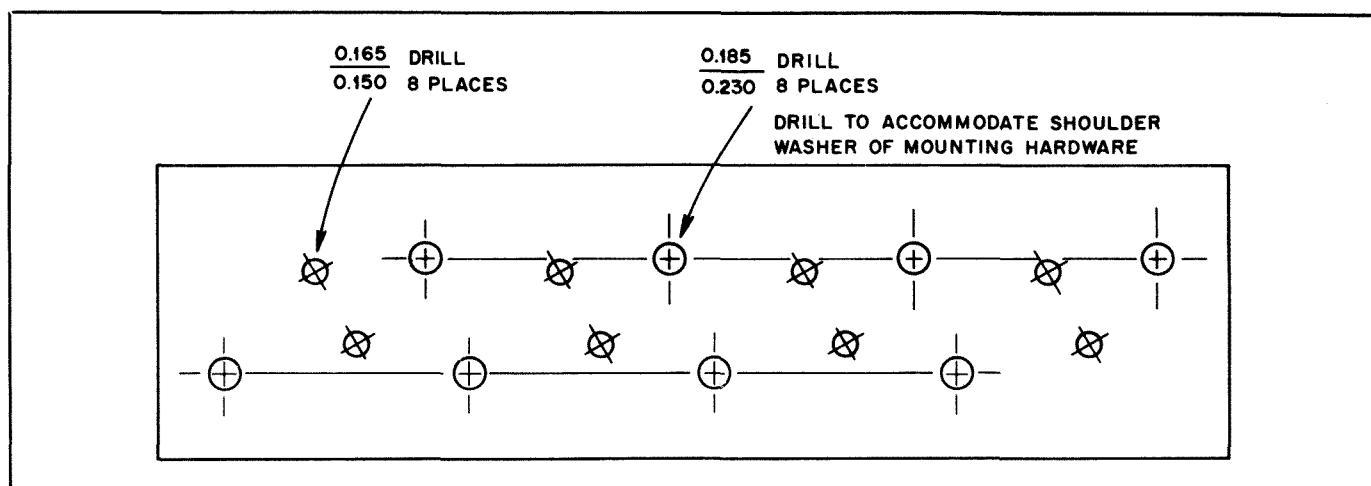 0.165 DRILL
0.150 8 PLACES
0.185 DRILL
0.230 8 PLACES
DRILL TO ACCOMMODATE SHOULDER
WASHER OF MOUNTING HARDWARE